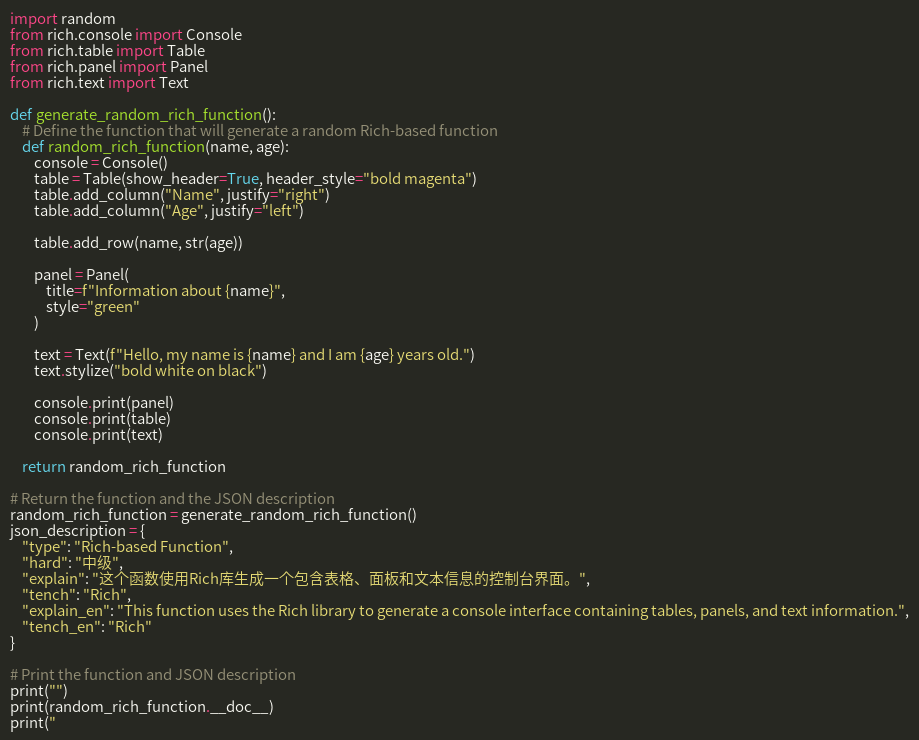 import random
from rich.console import Console
from rich.table import Table
from rich.panel import Panel
from rich.text import Text

def generate_random_rich_function():
    # Define the function that will generate a random Rich-based function
    def random_rich_function(name, age):
        console = Console()
        table = Table(show_header=True, header_style="bold magenta")
        table.add_column("Name", justify="right")
        table.add_column("Age", justify="left")

        table.add_row(name, str(age))

        panel = Panel(
            title=f"Information about {name}",
            style="green"
        )

        text = Text(f"Hello, my name is {name} and I am {age} years old.")
        text.stylize("bold white on black")

        console.print(panel)
        console.print(table)
        console.print(text)

    return random_rich_function

# Return the function and the JSON description
random_rich_function = generate_random_rich_function()
json_description = {
    "type": "Rich-based Function",
    "hard": "中级",
    "explain": "这个函数使用Rich库生成一个包含表格、面板和文本信息的控制台界面。",
    "tench": "Rich",
    "explain_en": "This function uses the Rich library to generate a console interface containing tables, panels, and text information.",
    "tench_en": "Rich"
}

# Print the function and JSON description
print("")
print(random_rich_function.__doc__)
print("